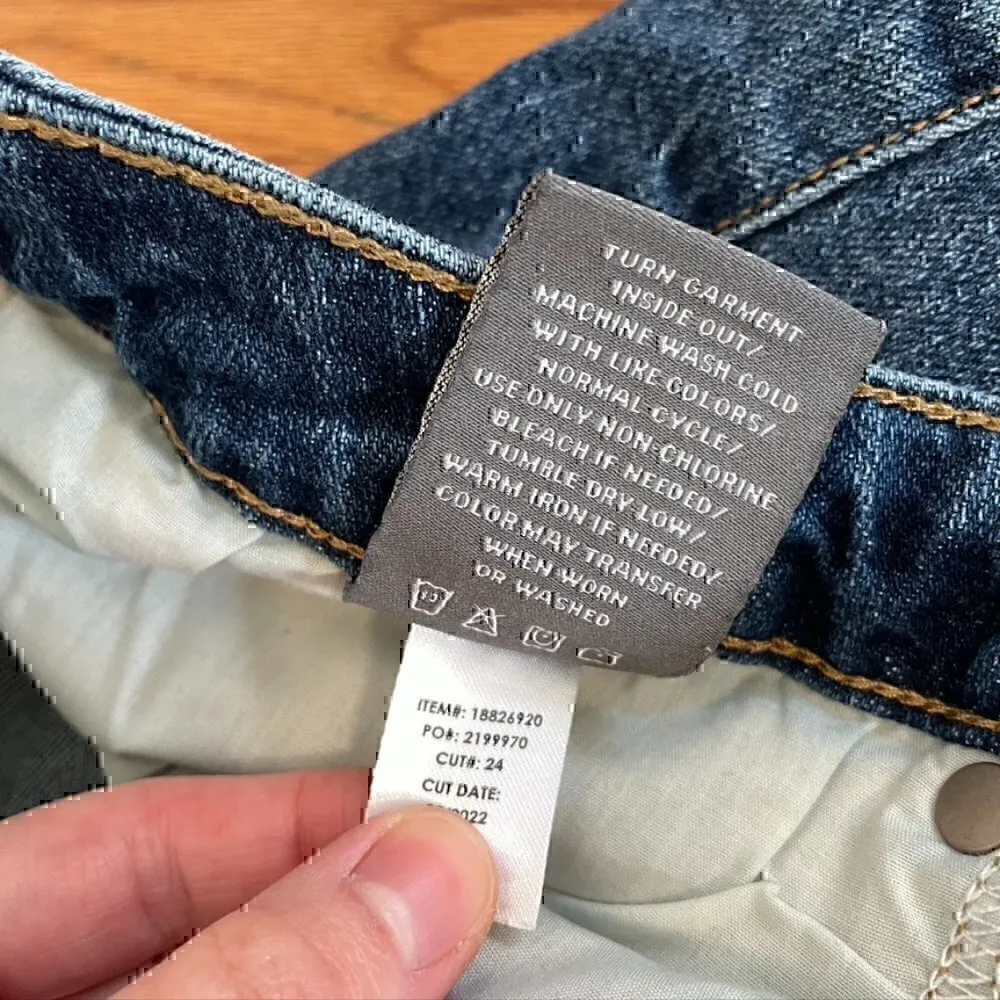 TURN GARMENT
INSIDE OUT/
MACHINE WASH COLD
WITH LIKE COLORS/
NORMAL CYCLE/
USE ONLY NON-CHLORINE
BLEACH IF NEEDED/
TUMBLE DRY LOW/
WARM IRON IF NEEDED/
COLOR MAY TRANSFER
WHEN WORN
OR WASHED
ITEM#: 18826920
PO#: 2199970
CUT#: 24
CUT DATE: